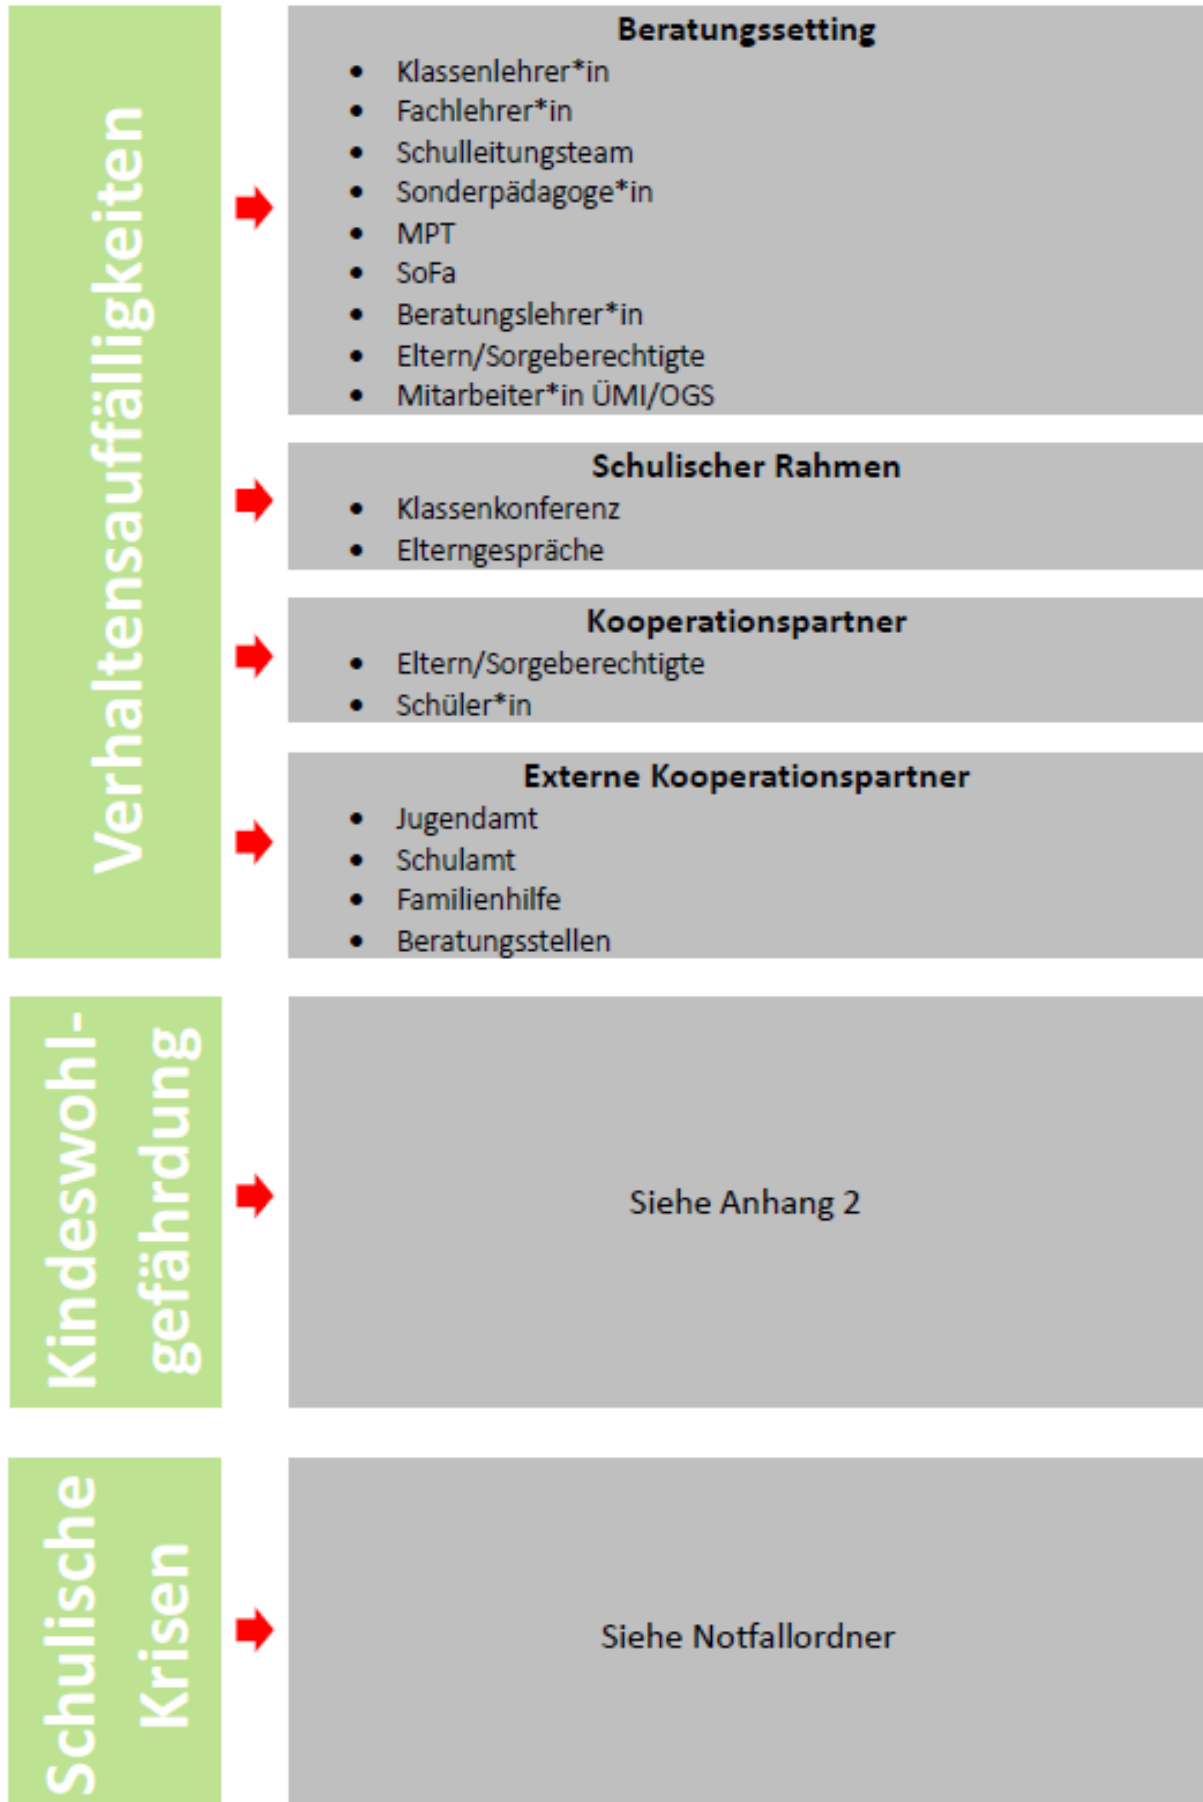 Verhaltensauffälligkeiten
Beratungssetting
• Klassenlehrer*in
• Fachlehrer*in
• Schulleitungsteam
• Sonderpädagoge*in
• MPT
• SoFa
• Beratungslehrer*in
• Eltern/Sorgeberechtigte
• Mitarbeiter*in ÜMI/OGS
Schulischer Rahmen
• Klassenkonferenz
• Elterngespräche
Kooperationspartner
• Eltern/Sorgeberechtigte
• Schüler*in
Externe Kooperationspartner
• Jugendamt
• Schulamt
• Familienhilfe
• Beratungsstellen
Kindeswohl-
gefährdung
Siehe Anhang 2
Schulische
Krisen
Siehe Notfallordner